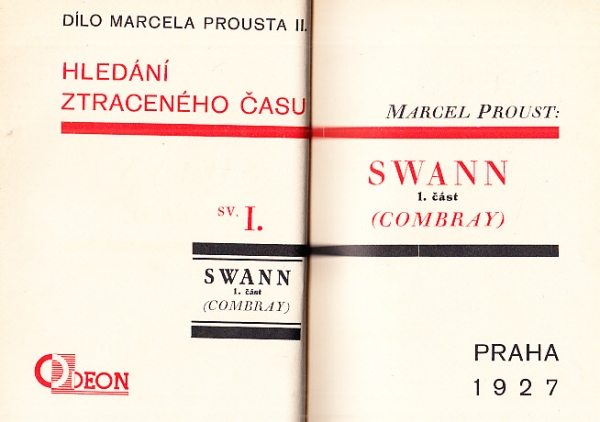 DÍLO MARCELA PROUSTA II.
HLEDÁNÍ
ZTRACENÉHO ČASU
SV. I.
SWANN
1. část
(COMBRAY)
ODEON
MARCEL PROUST:
SWANN
1. část
(COMBRAY)
PRAHA
1927